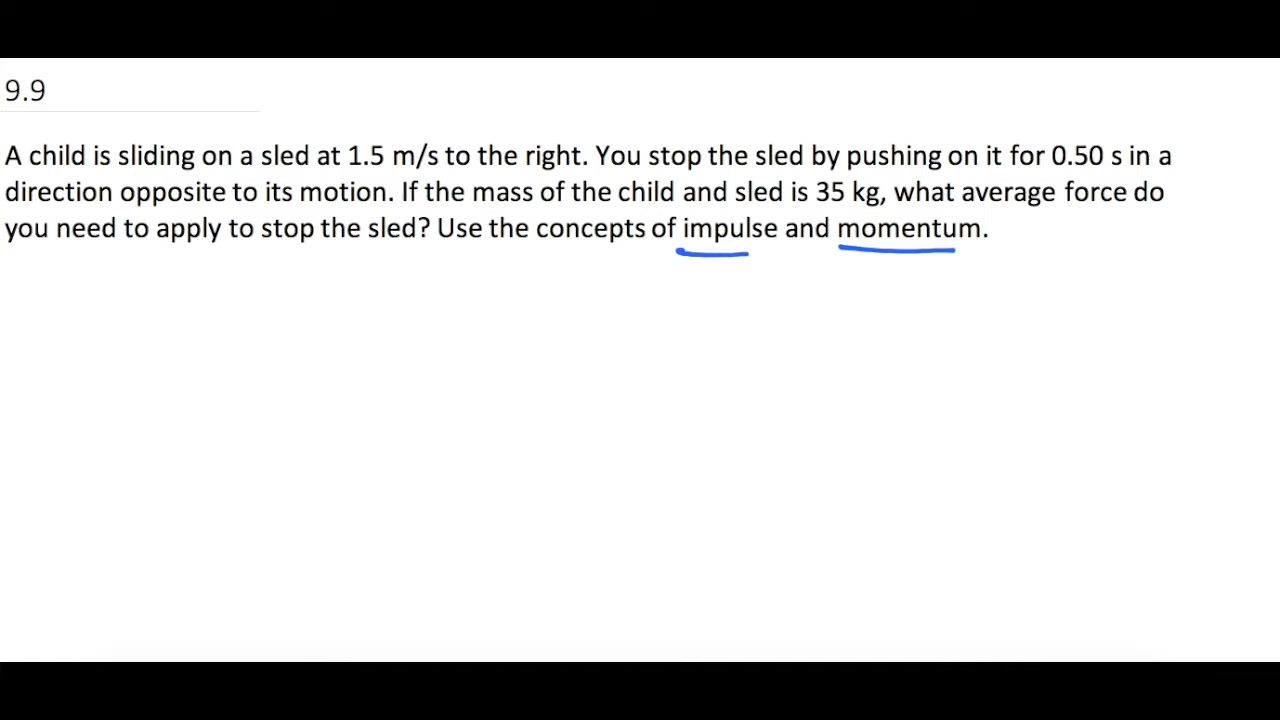 9.9
A child is sliding on a sled at 1.5 m/s to the right. You stop the sled by pushing on it for 0.50 s in a
direction opposite to its motion. If the mass of the child and sled is 35 kg, what average force do
you need to apply to stop the sled? Use the concepts of impulse and momentum.